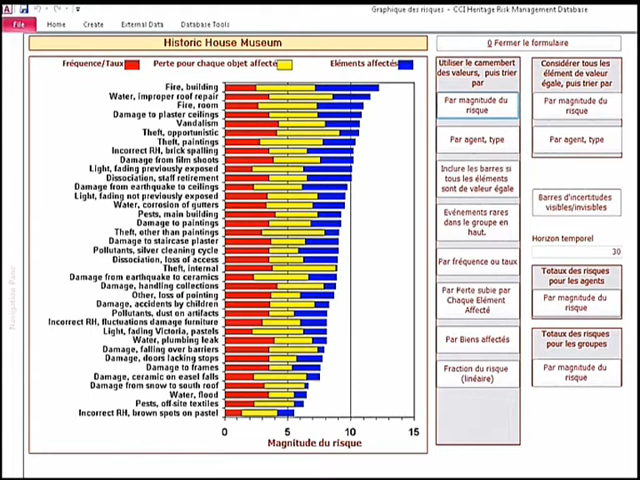 Graphique des risques - CCI Heritage Risk Management Database
File Home Create External Data Database Tools
Historic House Museum
Fréquence/Taux Perte pour chaque objet affecté Eléments affectés
Fire, building
Water, improper roof repair
Fire, room
Damage to plaster ceilings
Vandalism
Theft, opportunistic
Theft, paintings
Incorrect RH, brick spalling
Damage from film shoots
Light, fading previously exposed
Dissociation, staff retirement
Damage from earthquake to ceilings
Light, fading not previously exposed
Water, corrosion of gutters
Pests, main building
Damage to paintings
Theft, other than paintings
Damage to staircase plaster
Pollutants, silver cleaning cycle
Dissociation, loss of access
Theft, internal
Damage from earthquake to ceramics
Damage, handling collections
Other, loss of pointing
Damage, accidents by children
Pollutants, dust on artifacts
Incorrect RH, fluctuations damage furniture
Light, fading Victoria, pastels
Water, plumbing leak
Damage, falling over barriers
Damage, doors lacking stops
Damage to frames
Damage, ceramic on easel falls
Damage from snow to south roof
Water, flood
Pests, off-site textiles
Incorrect RH, brown spots on pastel
0 5 10 15
Magnitude du risque
Q Fermer le formulaire
Utiliser le camembert
des valeurs, puis trier
par
Par magnitude du
risque
Par agent, type
Inclure les barres si
tous les éléments
sont de valeur égale
Evénements rares
dans le groupe en
haut.
Par fréquence ou taux
Par Perte subie par
Chaque Elément
Affecté
Par Biens affectés
Fraction du risque
(linéaire)
Considérer tous les
élément de valeur
égale, puis trier par
Par magnitude du
risque
Par agent, type
Barres d'incertitudes
visibles/invisibles
Horizon temporel
30
Totaux des risques
pour les agents
Par magnitude du
risque
Totaux des risques
pour les groupes
Par magnitude du
risque